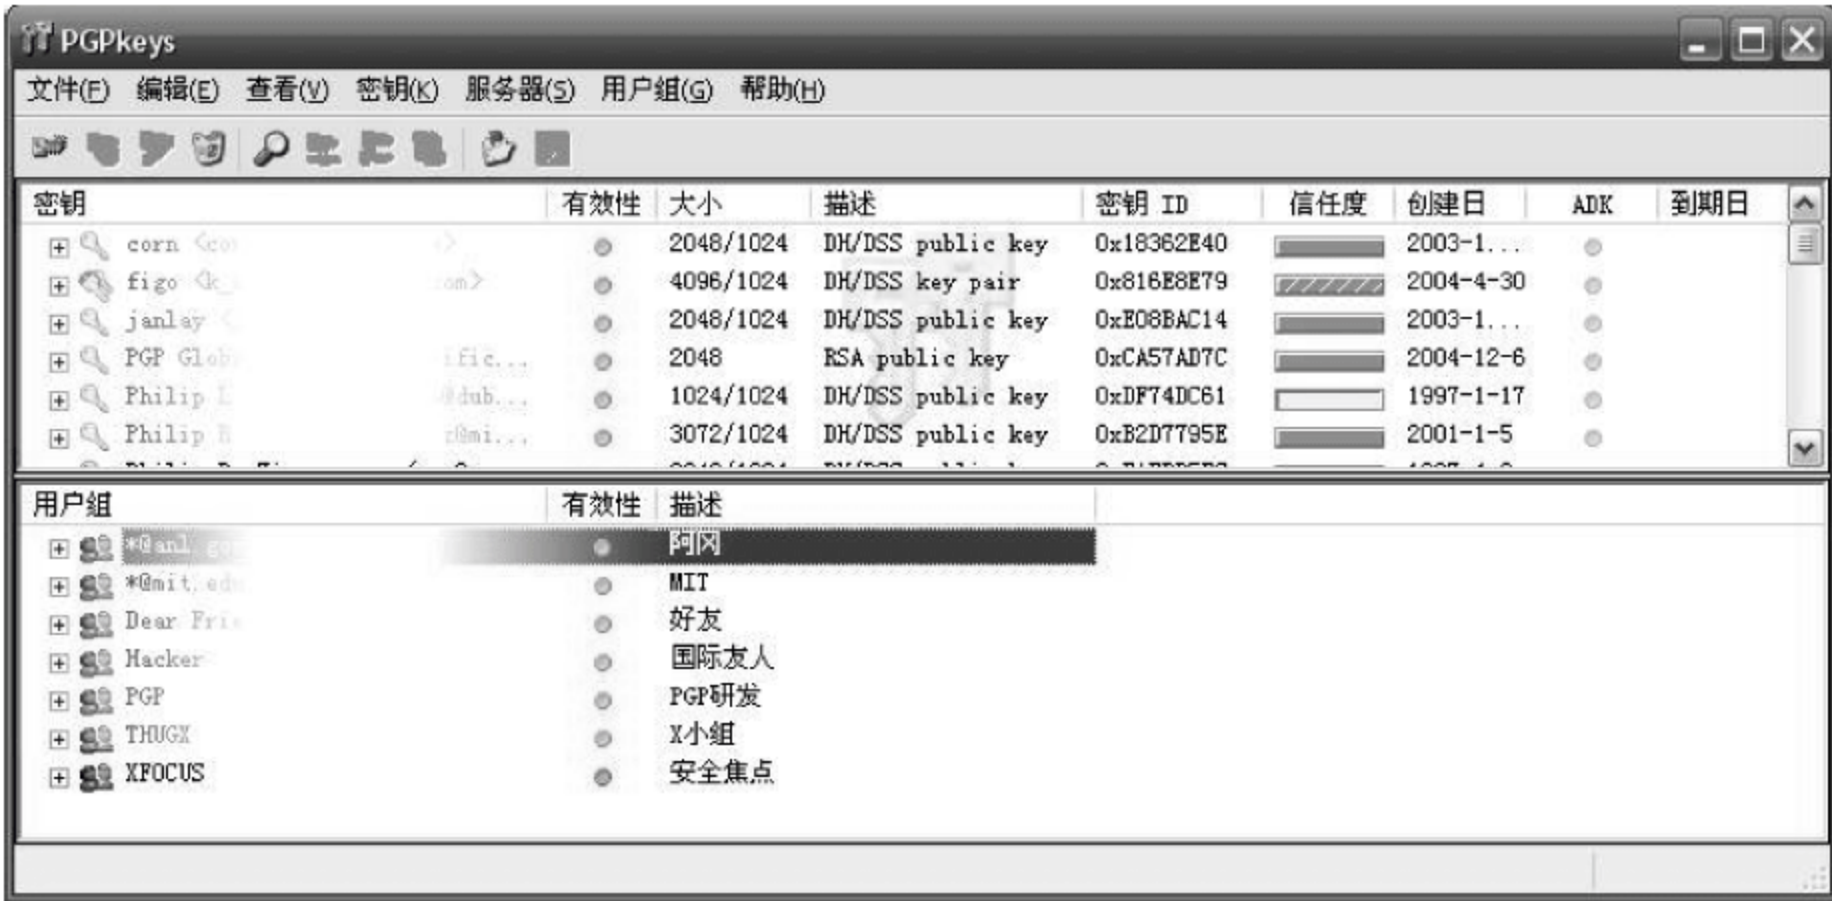 PGPkeys
文件(F) 编辑(E) 查看(V) 密钥(K) 服务器(S) 用户组(G) 帮助(H)
密钥 有效性 大小 描述 密钥 ID 信任度 创建日 ADK 到期日
corn 2048/1024 DH/DSS public key 0x18362E40 2003-1...
figo 4096/1024 DH/DSS key pair 0x816E8E79 2004-4-30
janlay 2048/1024 DH/DSS public key 0xE08BAC14 2003-1...
PGP 2048 RSA public key 0xCA57AD7C 2004-12-6
Philip 1024/1024 DH/DSS public key 0xDF74DC61 1997-1-17
Philip 3072/1024 DH/DSS public key 0xB2D7795E 2001-1-5
用户组 有效性 描述
*@anl 阿冈
*@mit.edu MIT
Dear 好友
Hacker 国际友人
PGP PGP研发
THUGX X小组
XFOCUS 安全焦点